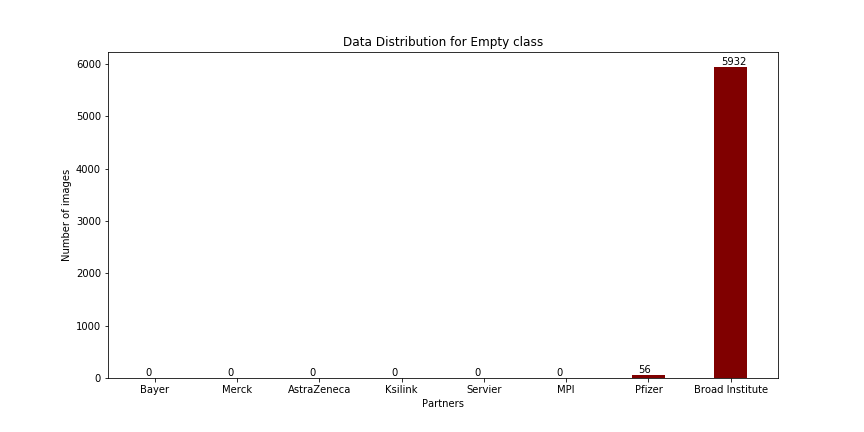 Data Distribution for Empty class
Number of images
6000
5000
4000
3000
2000
1000
0
0 0 0 0 0 0 56 5932
Bayer Merck AstraZeneca Ksilink Servier MPI Pfizer Broad Institute
Partners